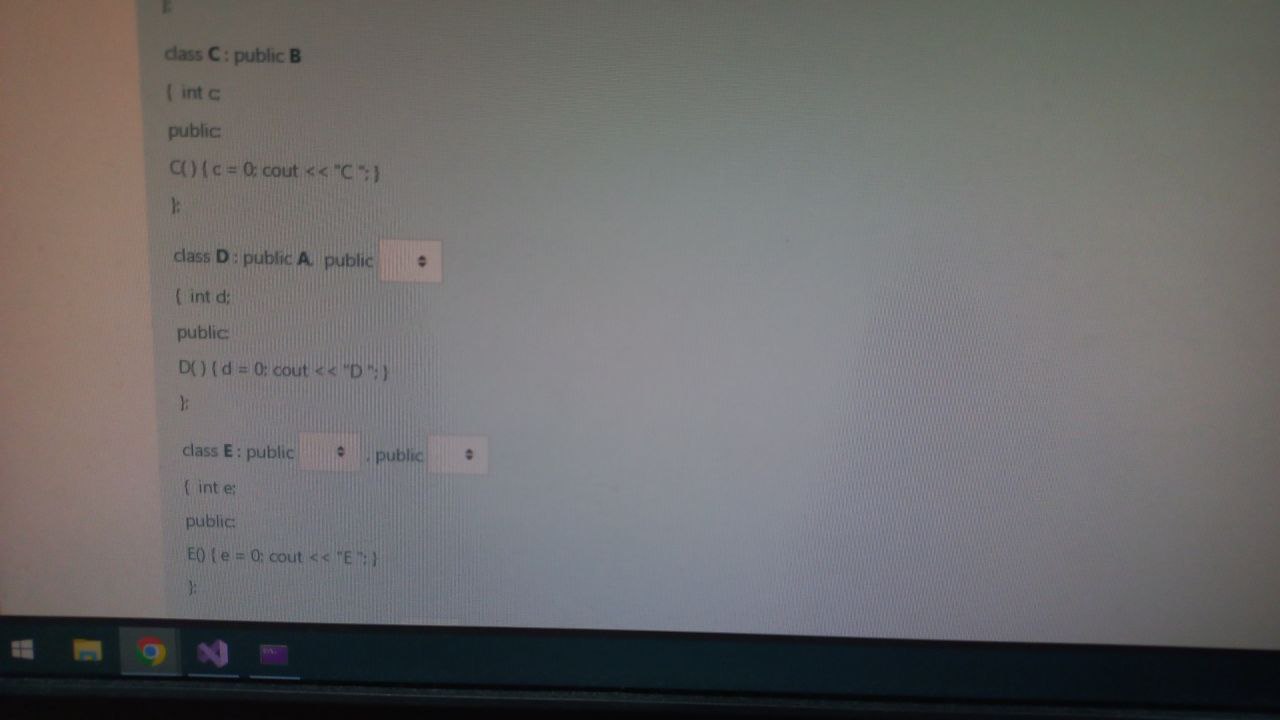 };
class C : public B
{ int c;
public:
C( ) { c = 0; cout << "C "; }
};
class D : public A, public
{ int d;
public:
D( ) { d = 0; cout << "D "; }
};
class E : public , public
{ int e;
public:
E() { e = 0; cout << "E "; }
};